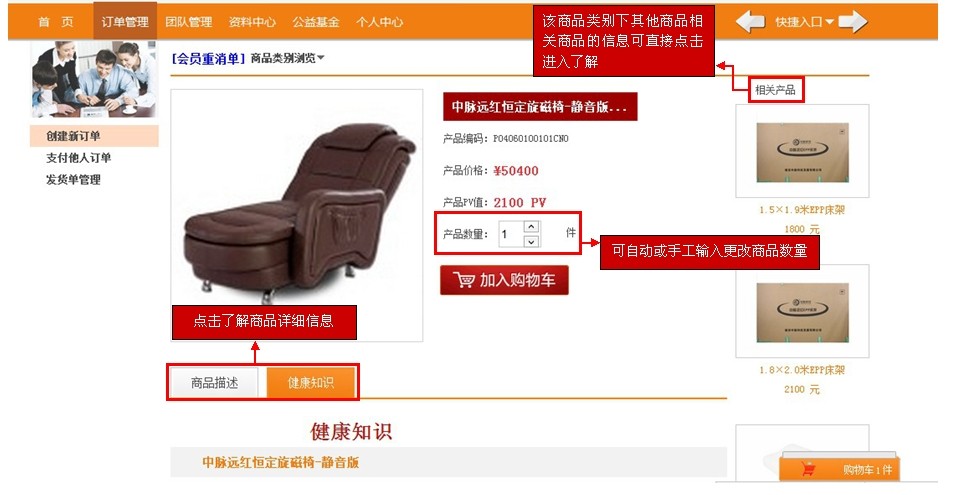 首 页 订单管理 团队管理 资料中心 公益基金 个人中心
快捷入口
该商品类别下其他商品相
关商品的信息可直接点击
进入了解
[会员重消单] 商品类别浏览
创建新订单
支付他人订单
发货单管理
中脉远红恒定旋磁椅-静音版...
产品编码：P04060100101CN0
产品价格：¥50400
产品PV值：2100 PV
产品数量：1 件
可自动或手工输入更改商品数量
加入购物车
相关产品
1.5×1.9米EPP床架
1800 元
1.8×2.0米EPP床架
2100 元
点击了解商品详细信息
商品描述 健康知识
健康知识
中脉远红恒定旋磁椅-静音版
购物车1件